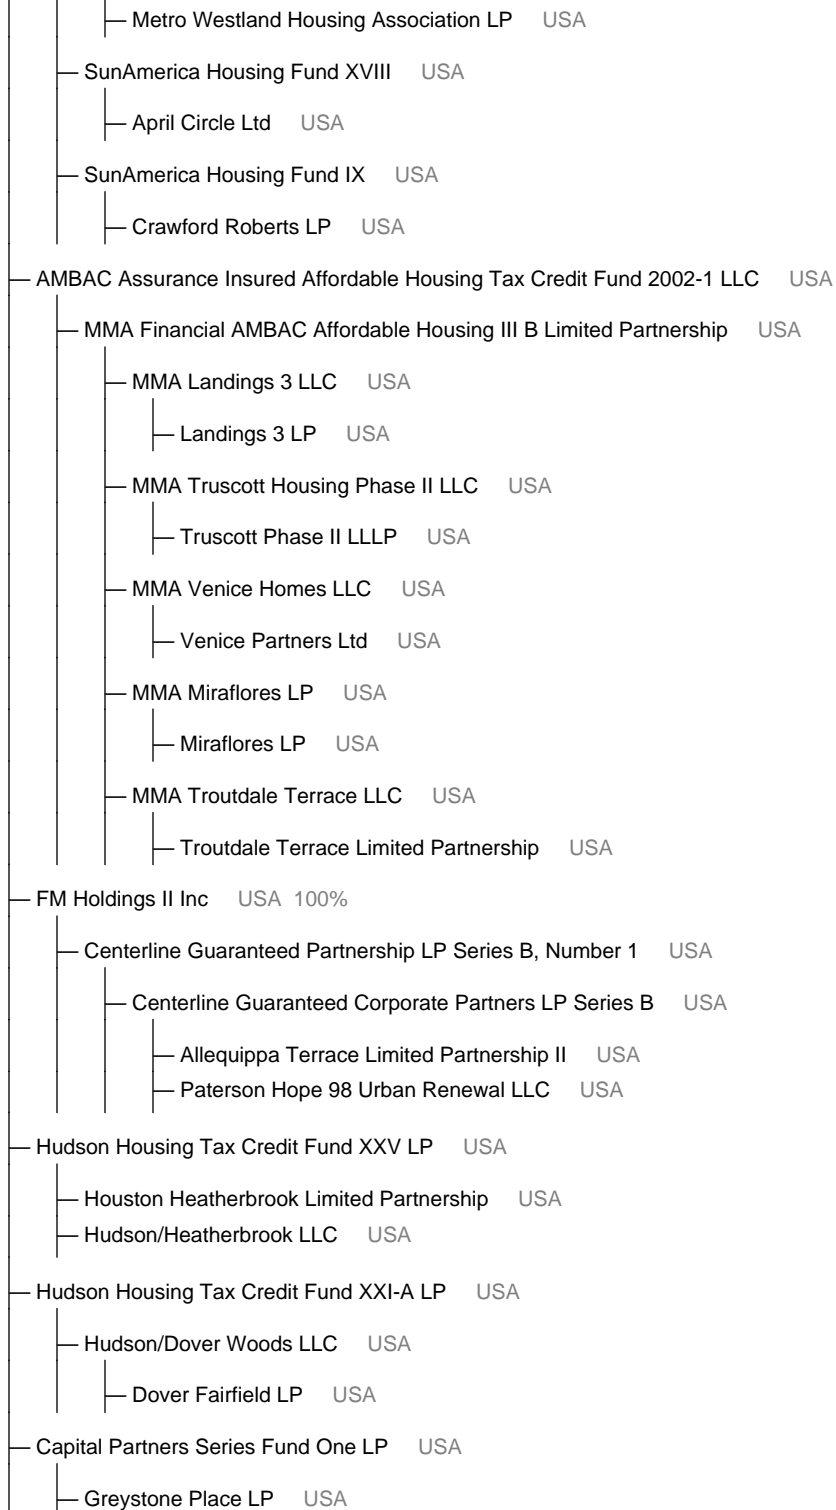 Metro Westland Housing Association LP USA
SunAmerica Housing Fund XVIII USA
April Circle Ltd USA
SunAmerica Housing Fund IX USA
Crawford Roberts LP USA
AMBAC Assurance Insured Affordable Housing Tax Credit Fund 2002-1 LLC USA
MMA Financial AMBAC Affordable Housing III B Limited Partnership USA
MMA Landings 3 LLC USA
Landings 3 LP USA
MMA Truscott Housing Phase II LLC USA
Truscott Phase II LLLP USA
MMA Venice Homes LLC USA
Venice Partners Ltd USA
MMA Miraflores LP USA
Miraflores LP USA
MMA Troutdale Terrace LLC USA
Troutdale Terrace Limited Partnership USA
FM Holdings II Inc USA 100%
Centerline Guaranteed Partnership LP Series B, Number 1 USA
Centerline Guaranteed Corporate Partners LP Series B USA
Allequippa Terrace Limited Partnership II USA
Paterson Hope 98 Urban Renewal LLC USA
Hudson Housing Tax Credit Fund XXV LP USA
Houston Heatherbrook Limited Partnership USA
Hudson/Heatherbrook LLC USA
Hudson Housing Tax Credit Fund XXI-A LP USA
Hudson/Dover Woods LLC USA
Dover Fairfield LP USA
Capital Partners Series Fund One LP USA
Greystone Place LP USA